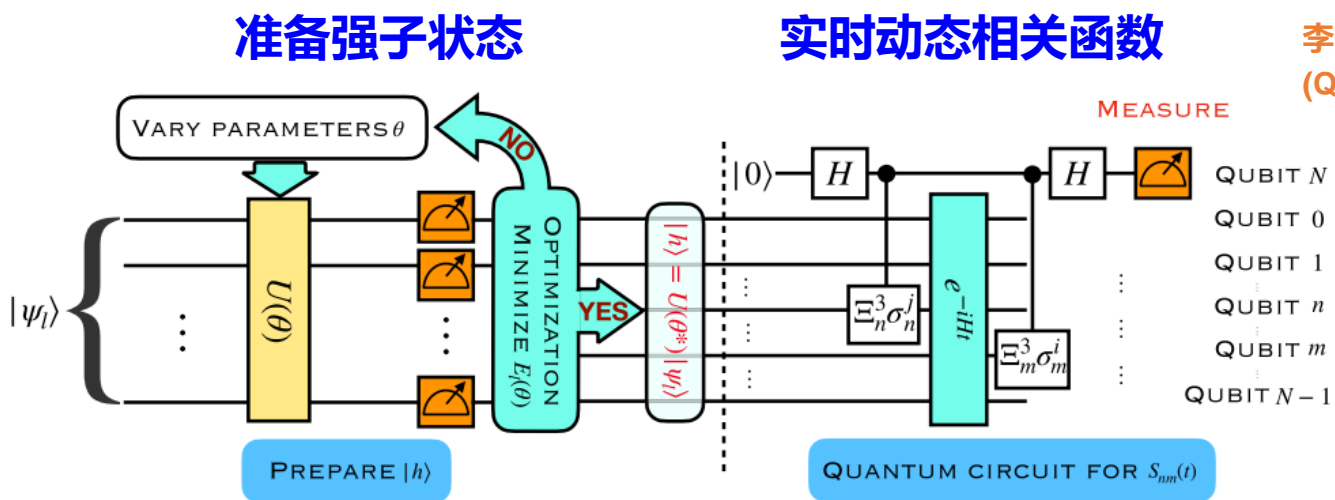 准备强子状态
实时动态相关函数
李
(Q
MEASURE
VARY PARAMETERS θ
NO
|0⟩
H
H
QUBIT N
QUBIT 0
QUBIT 1
QUBIT n
QUBIT m
QUBIT N − 1
|ψ_l⟩
U(θ)
OPTIMIZATION
MINIMIZE E_l(θ)
YES
|h⟩ = U(θ*)|ψ_l⟩
Ξ_n^3 σ_n^j
e^{−iHt}
Ξ_m^3 σ_m^i
PREPARE |h⟩
QUANTUM CIRCUIT FOR S_{nm}(t)